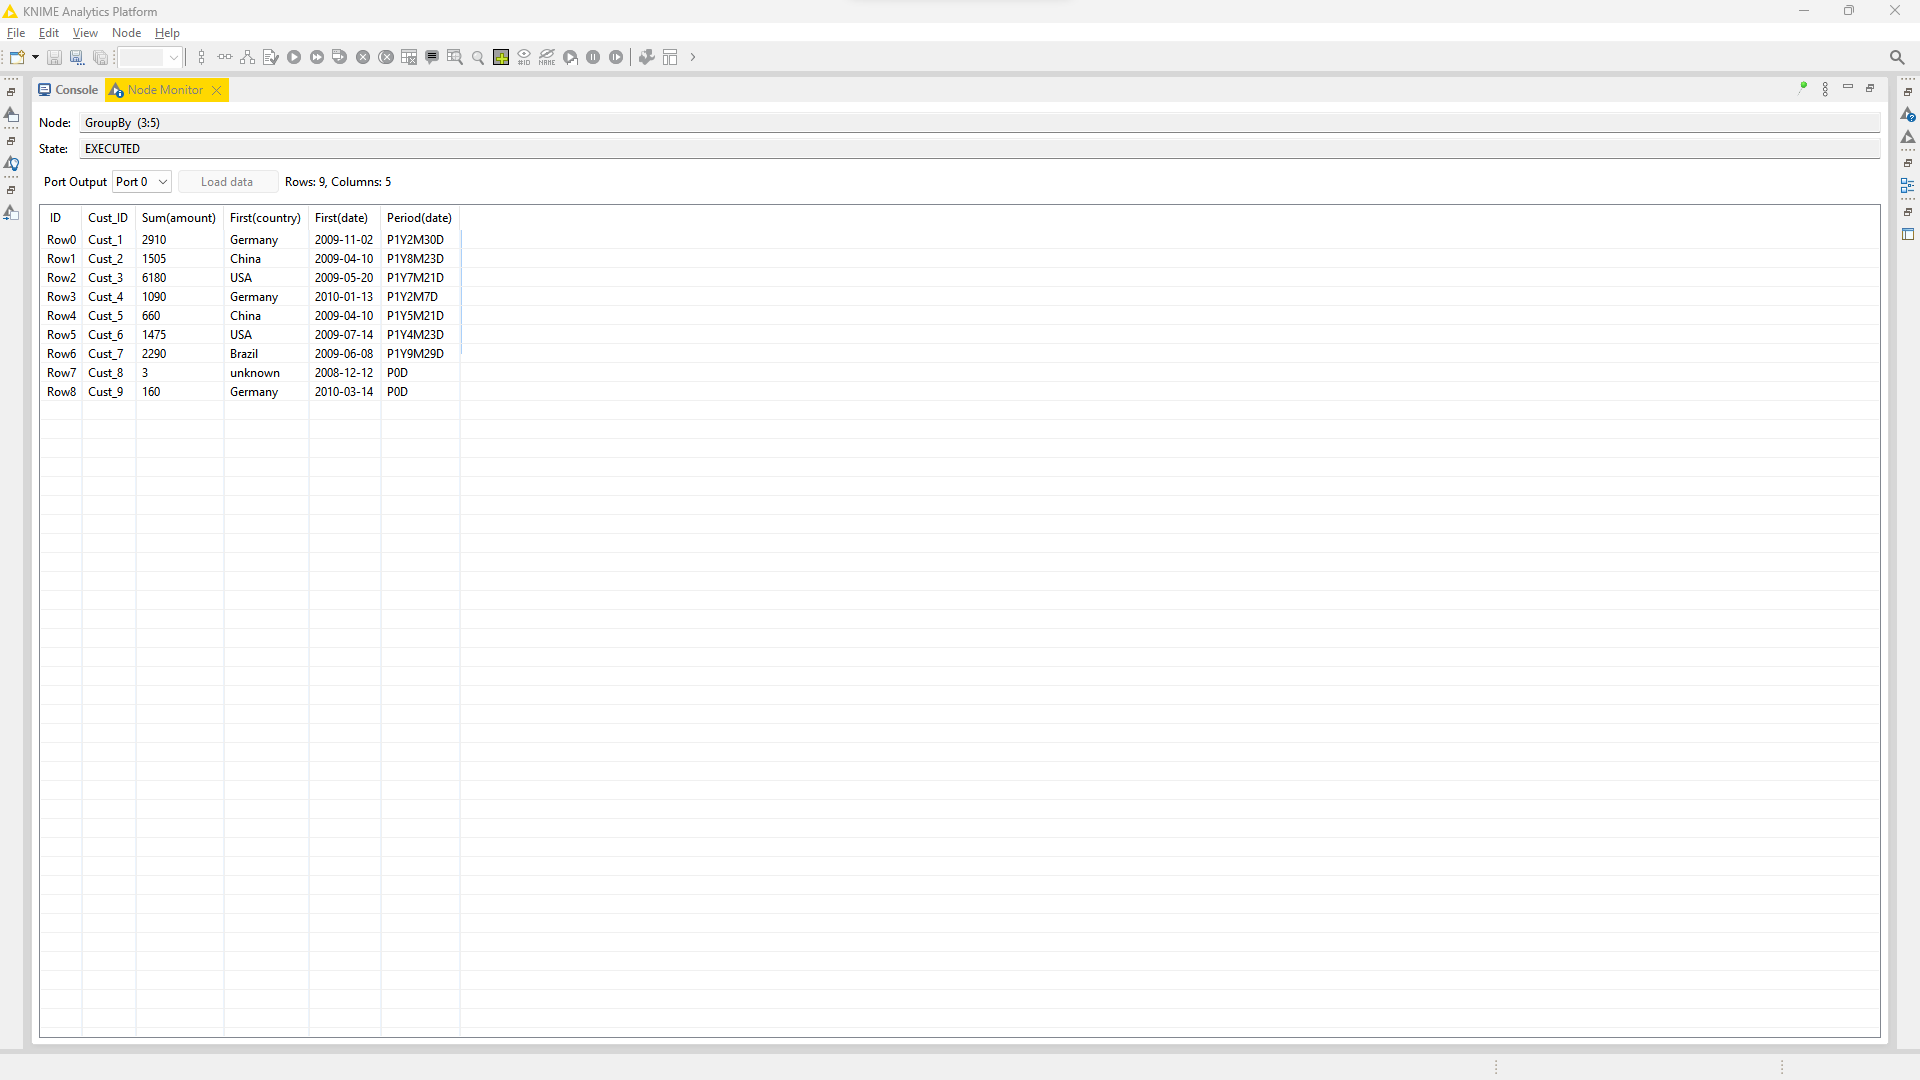 KNIME Analytics Platform
File Edit View Node Help
#ID NAME
Console Node Monitor
Node: GroupBy (3:5)
State: EXECUTED
Port Output Port 0 Load data Rows: 9, Columns: 5
ID Cust_ID Sum(amount) First(country) First(date) Period(date)
Row0 Cust_1 2910 Germany 2009-11-02 P1Y2M30D
Row1 Cust_2 1505 China 2009-04-10 P1Y8M23D
Row2 Cust_3 6180 USA 2009-05-20 P1Y7M21D
Row3 Cust_4 1090 Germany 2010-01-13 P1Y2M7D
Row4 Cust_5 660 China 2009-04-10 P1Y5M21D
Row5 Cust_6 1475 USA 2009-07-14 P1Y4M23D
Row6 Cust_7 2290 Brazil 2009-06-08 P1Y9M29D
Row7 Cust_8 3 unknown 2008-12-12 P0D
Row8 Cust_9 160 Germany 2010-03-14 P0D